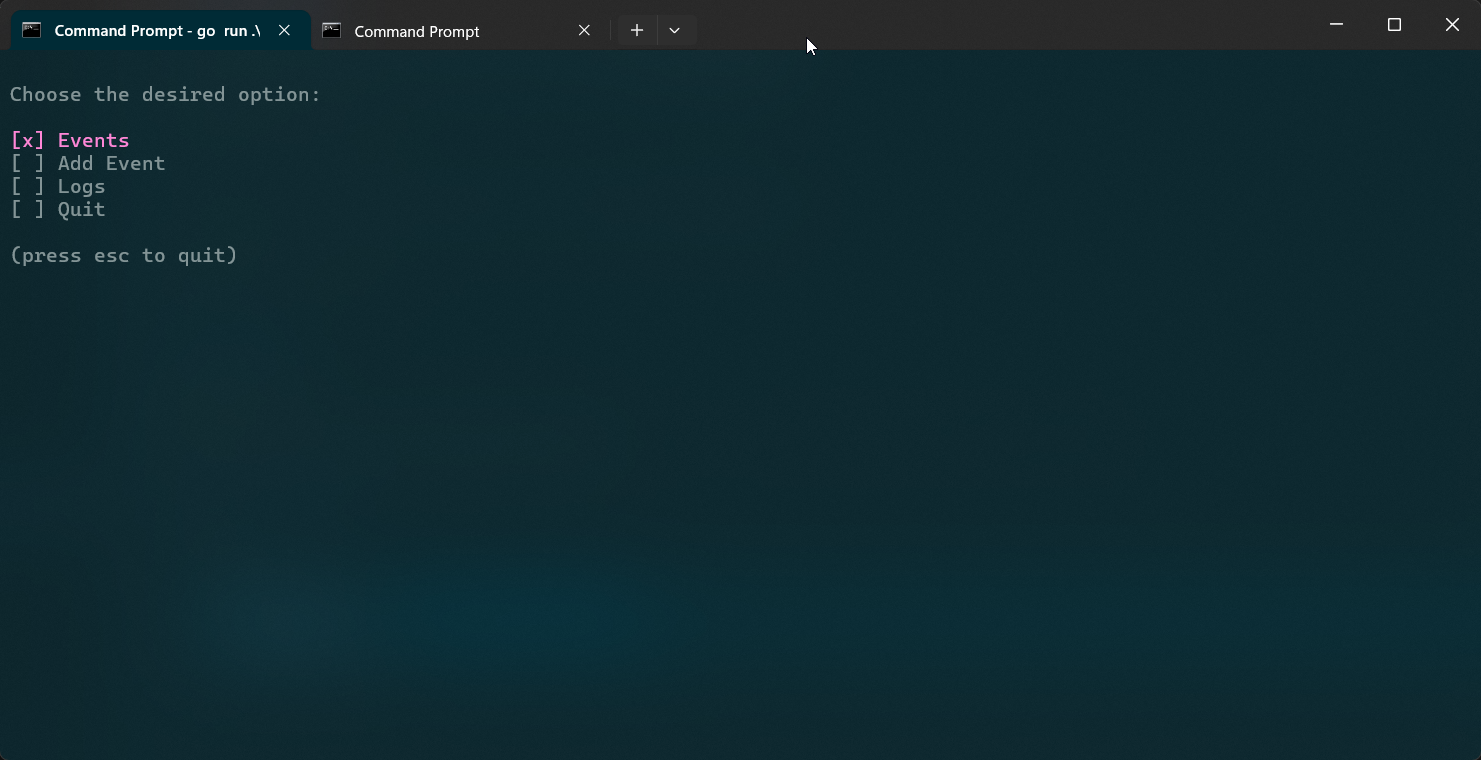 Command Prompt - go  run .\
Command Prompt
Choose the desired option:
[x] Events
[ ] Add Event
[ ] Logs
[ ] Quit
(press esc to quit)